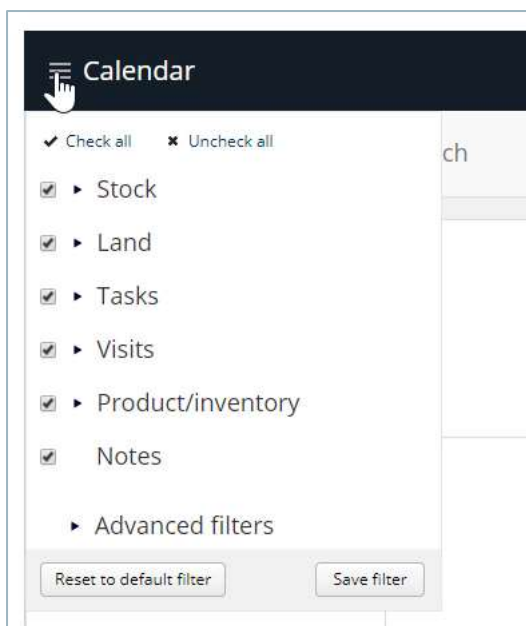 Calendar
✔ Check all ✖ Uncheck all
ch
Stock
Land
Tasks
Visits
Product/inventory
Notes
Advanced filters
Reset to default filter Save filter